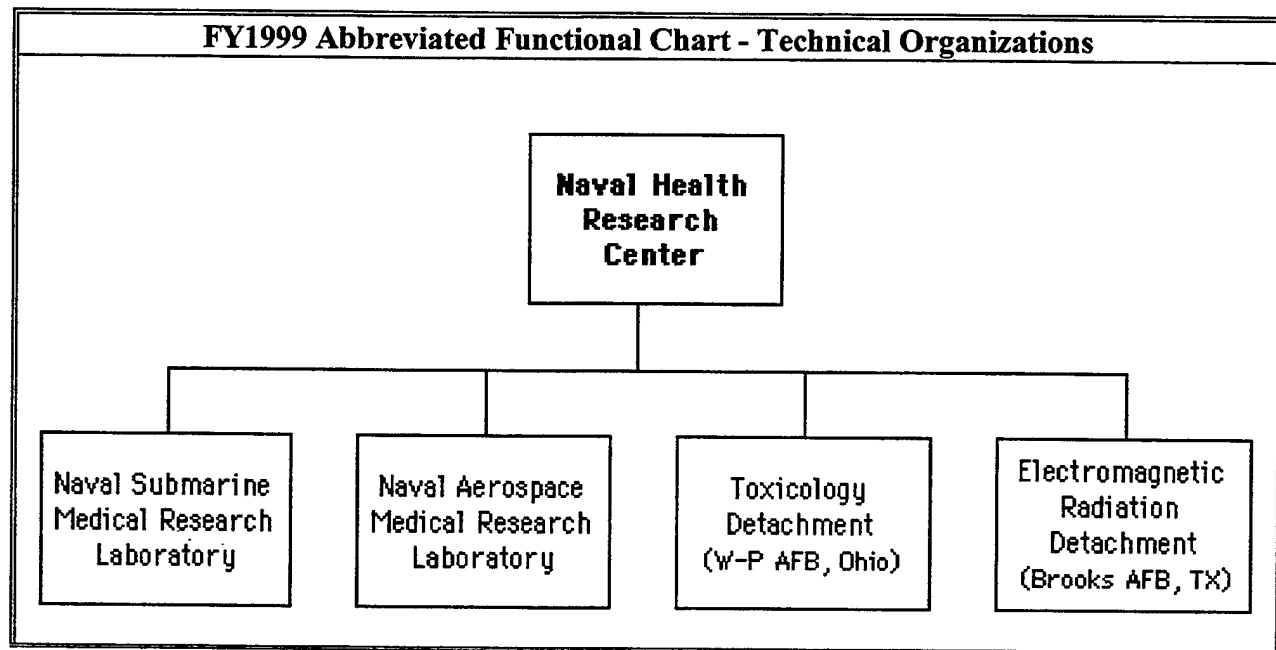 FY1999 Abbreviated Functional Chart - Technical Organizations
Naval Health
Research
Center
Naval Submarine
Medical Research
Laboratory
Naval Aerospace
Medical Research
Laboratory
Toxicology
Detachment
(W-P AFB, Ohio)
Electromagnetic
Radiation
Detachment
(Brooks AFB, TX)